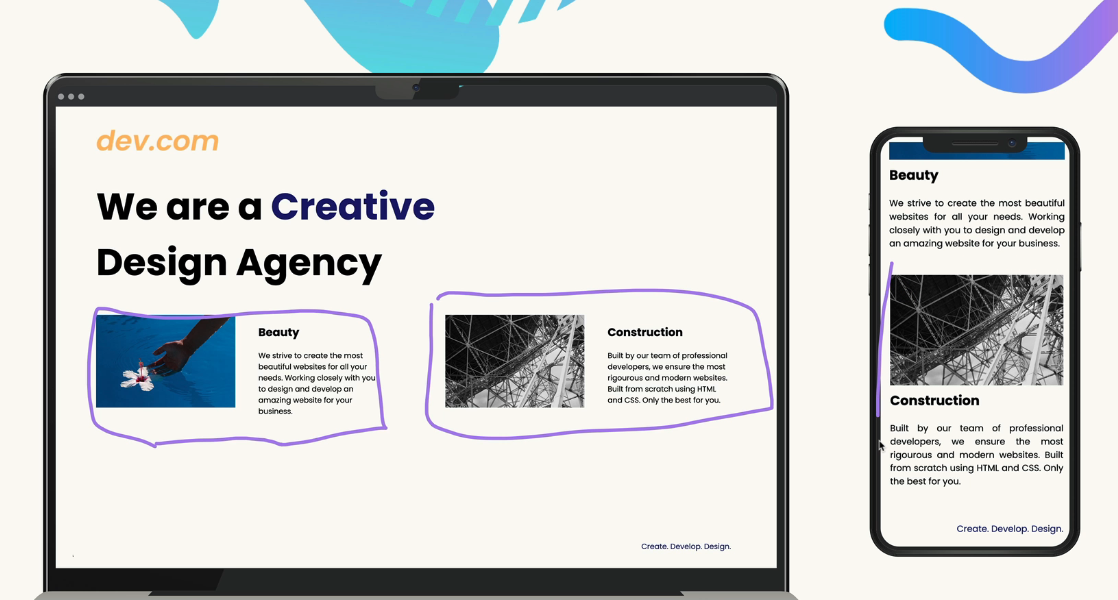 dev.com
We are a Creative
Design Agency
Beauty
We strive to create the most
beautiful websites for all your
needs. Working closely with you
to design and develop an
amazing website for your
business.
Construction
Built by our team of professional
developers, we ensure the most
rigourous and modern websites.
Built from scratch using HTML
and CSS. Only the best for you.
Create. Develop. Design.
Beauty
We strive to create the most beautiful
websites for all your needs. Working
closely with you to design and develop
an amazing website for your business.
Construction
Built by our team of professional
developers, we ensure the most
rigourous and modern websites. Built
from scratch using HTML and CSS. Only
the best for you.
Create. Develop. Design.